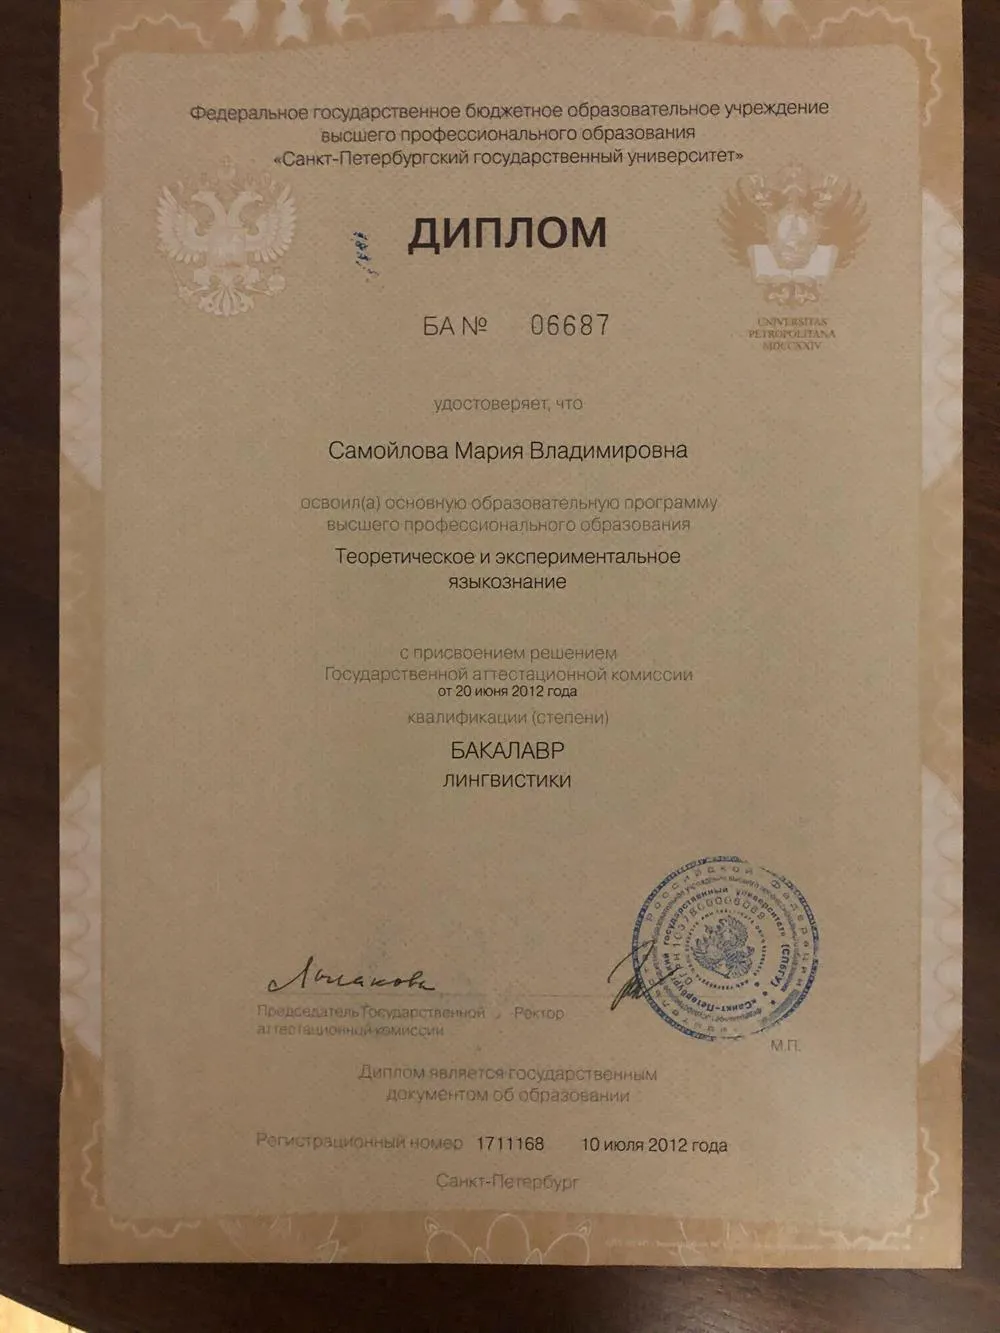 Федеральное государственное бюджетное образовательное учреждение
высшего профессионального образования
«Санкт-Петербургский государственный университет»
ДИПЛОМ
БА № 06687
UNIVERSITAS
PETROPOLITANA
MDCCXXIV
удостоверяет, что
Самойлова Мария Владимировна
освоил(а) основную образовательную программу
высшего профессионального образования
Теоретическое и экспериментальное
языкознание
с присвоением решением
Государственной аттестационной комиссии
от 20 июня 2012 года
квалификации (степени)
БАКАЛАВР
ЛИНГВИСТИКИ
Председатель Государственной
аттестационной комиссии
Ректор
М.П.
Диплом является государственным
документом об образовании
Регистрационный номер 1711168 10 июля 2012 года
Санкт-Петербург